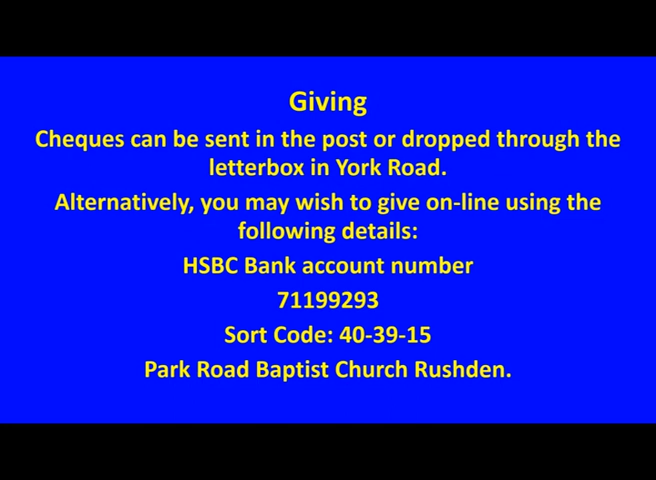 Giving
Cheques can be sent in the post or dropped through the
letterbox in York Road.
Alternatively, you may wish to give on-line using the
following details:
HSBC Bank account number
71199293
Sort Code: 40-39-15
Park Road Baptist Church Rushden.